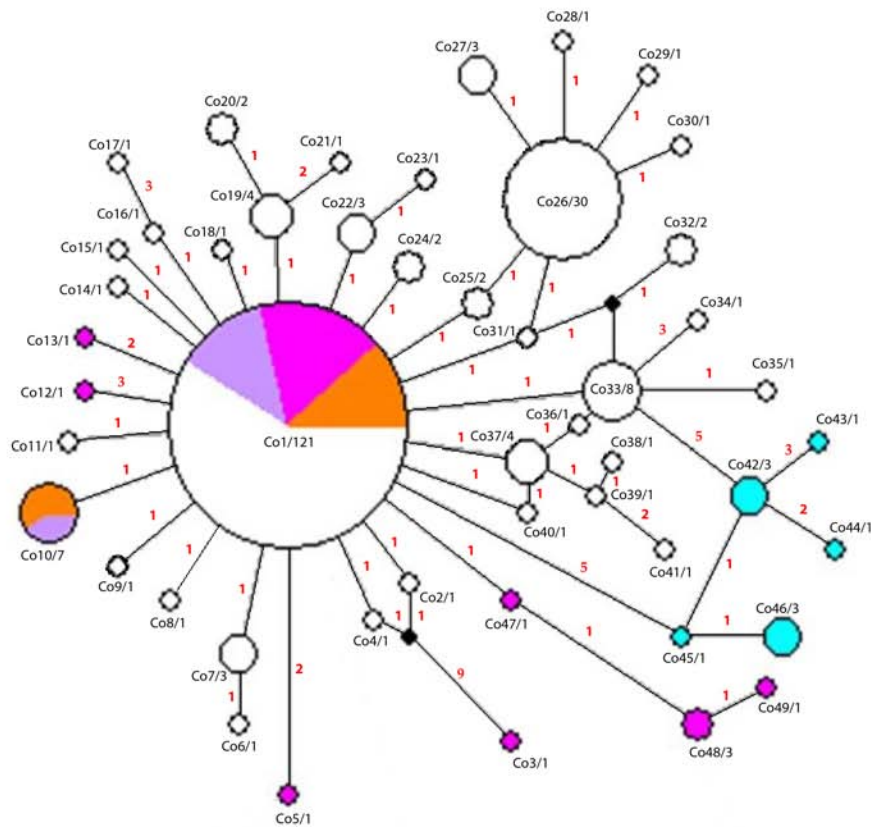 Co28/1
Co27/3
Co29/1
1
1
1
Co20/2
Co30/1
Co17/1
Co21/1
1
1
2
Co23/1
3
Co19/4
Co26/30
Co22/3
1
Co16/1
Co32/2
Co18/1
Co15/1
1
Co24/2
1
1
1
1
1
Co25/2
1
Co14/1
1
1
1
Co34/1
Co31/1
1
1
3
Co13/1
2
1
1
Co35/1
Co12/1
3
1
Co33/8
1
Co36/1
Co11/1
1
Co1/121
1
Co37/4
1
Co38/1
5
Co43/1
3
1
1
1
1
Co42/3
Co39/1
2
1
Co40/1
2
Co44/1
Co10/7
1
Co41/1
1
1
5
1
Co9/1
1
1
Co2/1
1
Co46/3
Co8/1
Co47/1
1
Co4/1
1
1
1
1
Co45/1
Co7/3
2
9
1
1
Co49/1
Co6/1
Co3/1
Co48/3
Co5/1